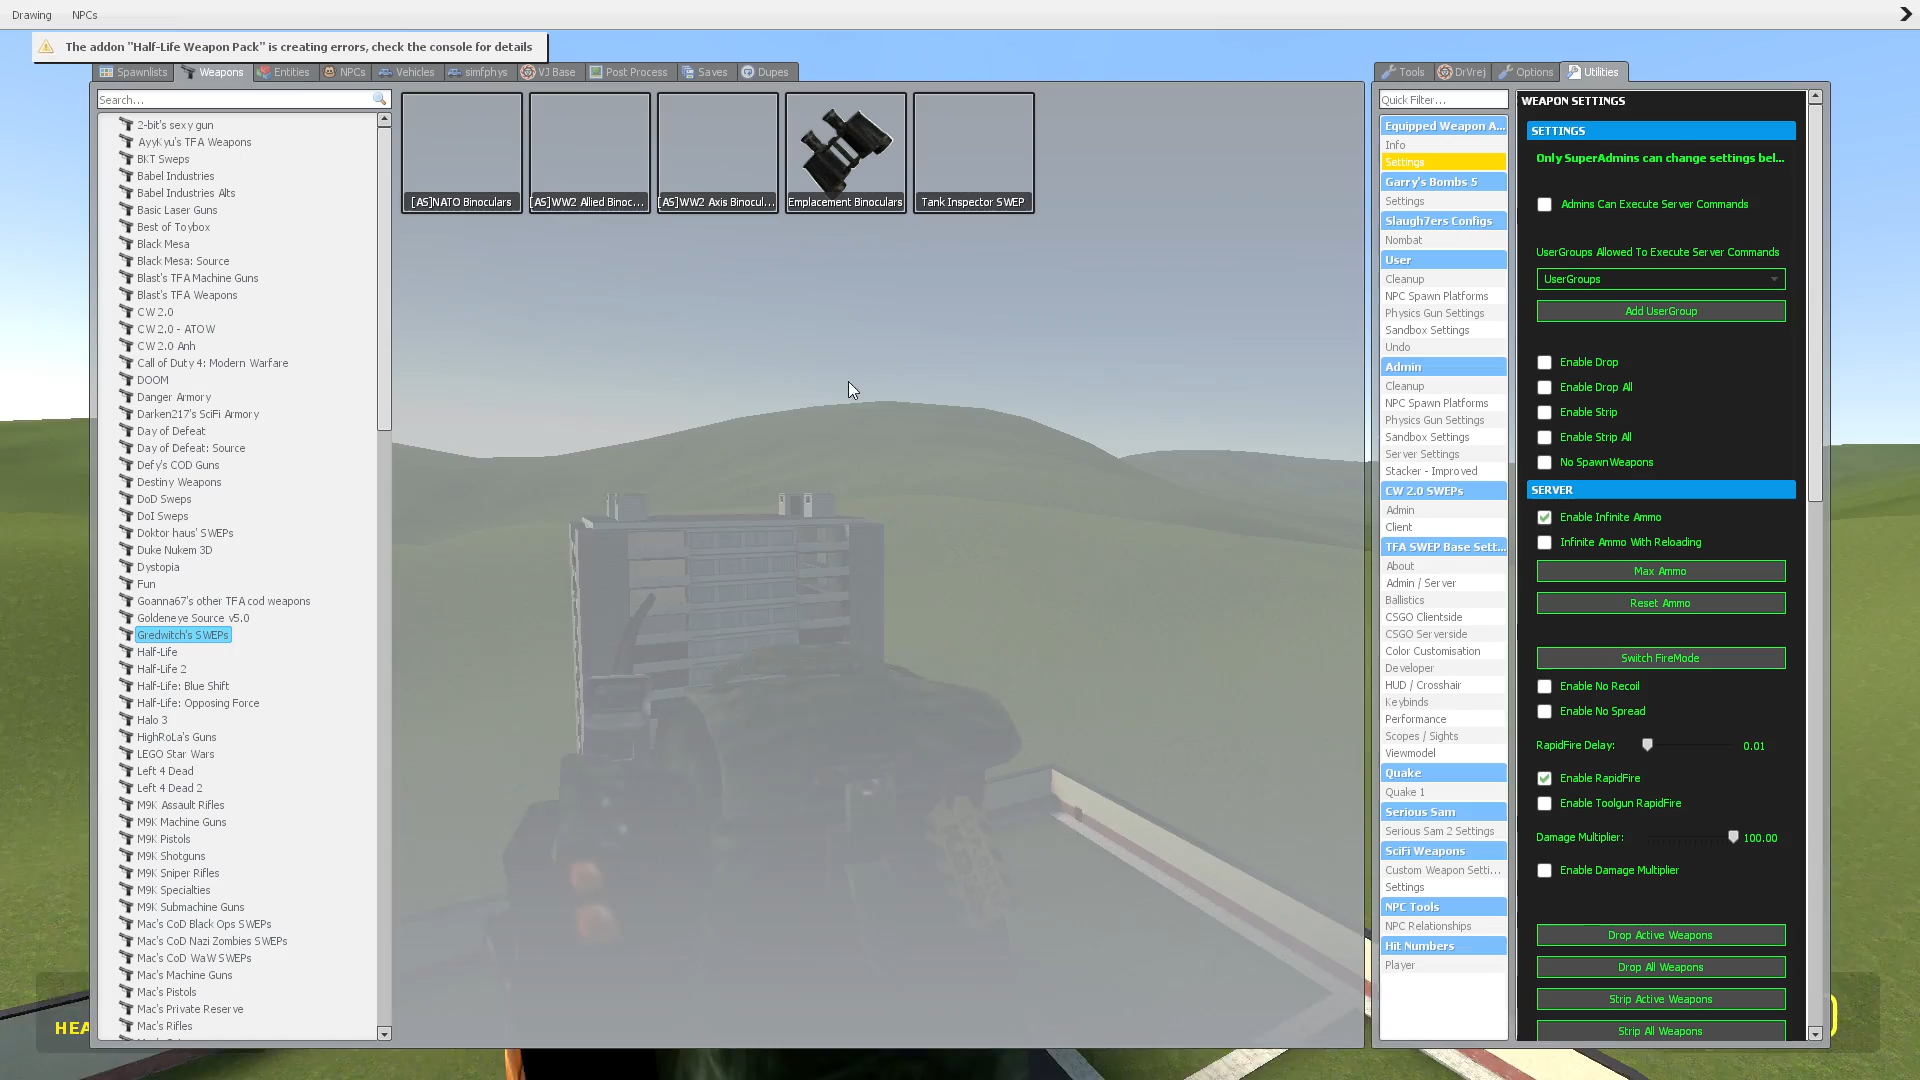 Drawing NPCs
The addon "Half-Life Weapon Pack" is creating errors, check the console for details
Spawnlists Weapons Entities NPCs Vehicles simfphys VJ Base Post Process Saves Dupes
Search...
2-bit's sexy gun
AyyKyu's TFA Weapons
BKT Sweps
Babel Industries
Babel Industries Alts
Basic Laser Guns
Best of Toybox
Black Mesa
Black Mesa: Source
Blast's TFA Machine Guns
Blast's TFA Weapons
CW 2.0
CW 2.0 - ATOW
CW 2.0 Anh
Call of Duty 4: Modern Warfare
DOOM
Danger Armory
Darken217's SciFi Armory
Day of Defeat
Day of Defeat: Source
Defy's COD Guns
Destiny Weapons
DoD Sweps
DoI Sweps
Doktor haus' SWEPs
Duke Nukem 3D
Dystopia
Fun
Goanna67's other TFA cod weapons
Goldeneye Source v5.0
Gredwitch's SWEPs
Half-Life
Half-Life 2
Half-Life: Blue Shift
Half-Life: Opposing Force
Halo 3
HighRoLa's Guns
LEGO Star Wars
Left 4 Dead
Left 4 Dead 2
M9K Assault Rifles
M9K Machine Guns
M9K Pistols
M9K Shotguns
M9K Sniper Rifles
M9K Specialties
M9K Submachine Guns
Mac's CoD Black Ops SWEPs
Mac's CoD Nazi Zombies SWEPs
Mac's CoD WaW SWEPs
Mac's Machine Guns
Mac's Pistols
Mac's Private Reserve
Mac's Rifles
[AS]NATO Binoculars
[AS]WW2 Allied Binoc...
[AS]WW2 Axis Binocul...
Emplacement Binoculars
Tank Inspector SWEP
HEA
Tools DrVrej Options Utilities
Quick Filter...
Equipped Weapon A...
Info
Settings
Garry's Bombs 5
Settings
Slaugh7ers Configs
Nombat
User
Cleanup
NPC Spawn Platforms
Physics Gun Settings
Sandbox Settings
Undo
Admin
Cleanup
NPC Spawn Platforms
Physics Gun Settings
Sandbox Settings
Server Settings
Stacker - Improved
CW 2.0 SWEPs
Admin
Client
TFA SWEP Base Sett...
About
Admin / Server
Ballistics
CSGO Clientside
CSGO Serverside
Color Customisation
Developer
HUD / Crosshair
Keybinds
Performance
Scopes / Sights
Viewmodel
Quake
Quake 1
Serious Sam
Serious Sam 2 Settings
SciFi Weapons
Custom Weapon Setti...
Settings
NPC Tools
NPC Relationships
Hit Numbers
Player
WEAPON SETTINGS
SETTINGS
Only SuperAdmins can change settings bel...
Admins Can Execute Server Commands
UserGroups Allowed To Execute Server Commands
UserGroups
Add UserGroup
Enable Drop
Enable Drop All
Enable Strip
Enable Strip All
No SpawnWeapons
SERVER
Enable Infinite Ammo
Infinite Ammo With Reloading
Max Ammo
Reset Ammo
Switch FireMode
Enable No Recoil
Enable No Spread
RapidFire Delay: 0.01
Enable RapidFire
Enable Toolgun RapidFire
Damage Multiplier: 100.00
Enable Damage Multiplier
Drop Active Weapons
Drop All Weapons
Strip Active Weapons
Strip All Weapons